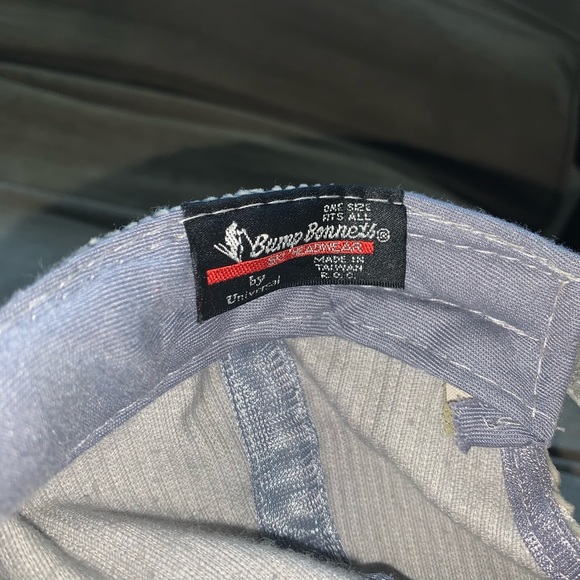 ONE SIZE
FITS ALL
Bump Bonnets®
SKI HEADWEAR
by
Universal
MADE IN
TAIWAN
R.O.C.